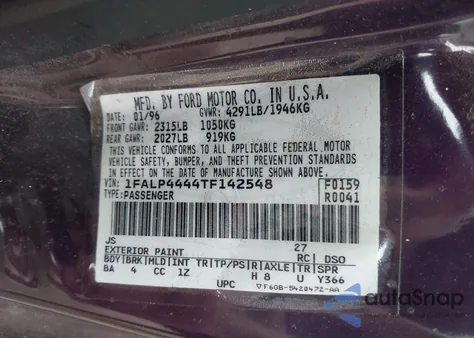 MFD. BY FORD MOTOR CO. IN U.S.A.
DATE: 01/96 GVWR: 4291LB/1946KG
FRONT GAWR: 2315LB 1050KG
REAR GAWR: 2027LB 919KG
THIS VEHICLE CONFORMS TO ALL APPLICABLE FEDERAL MOTOR
VEHICLE SAFETY, BUMPER, AND THEFT PREVENTION STANDARDS
IN EFFECT ON THE DATE OF MANUFACTURE SHOWN ABOVE
VIN: 1FALP4444TF142548 F0159
TYPE: PASSENGER R0041
JS
EXTERIOR PAINT 27 RC DSO
BDY BRK MLD INT TR TP/PS R AXLE TR SPR
BA 4 CC 1Z H 8 U Y366
UPC ▽F60B-5420472-AA
autoSnap